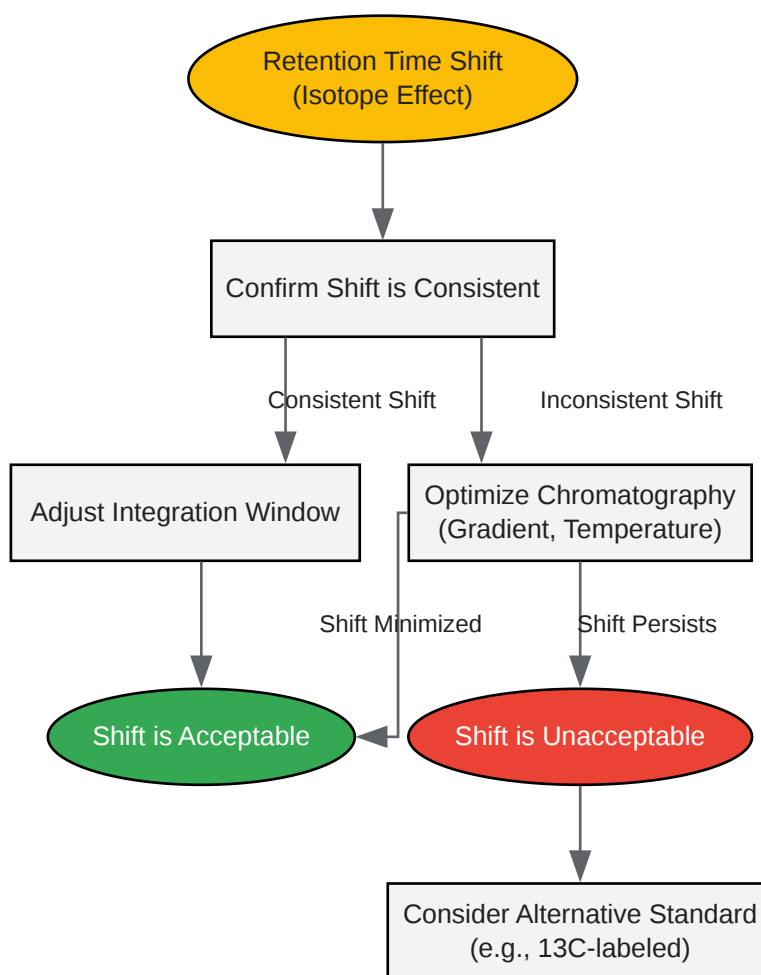 Retention Time Shift
(Isotope Effect)
Confirm Shift is Consistent
Consistent Shift
Inconsistent Shift
Adjust Integration Window
Optimize Chromatography
(Gradient, Temperature)
Shift Minimized
Shift Persists
Shift is Acceptable
Shift is Unacceptable
Consider Alternative Standard
(e.g., 13C-labeled)